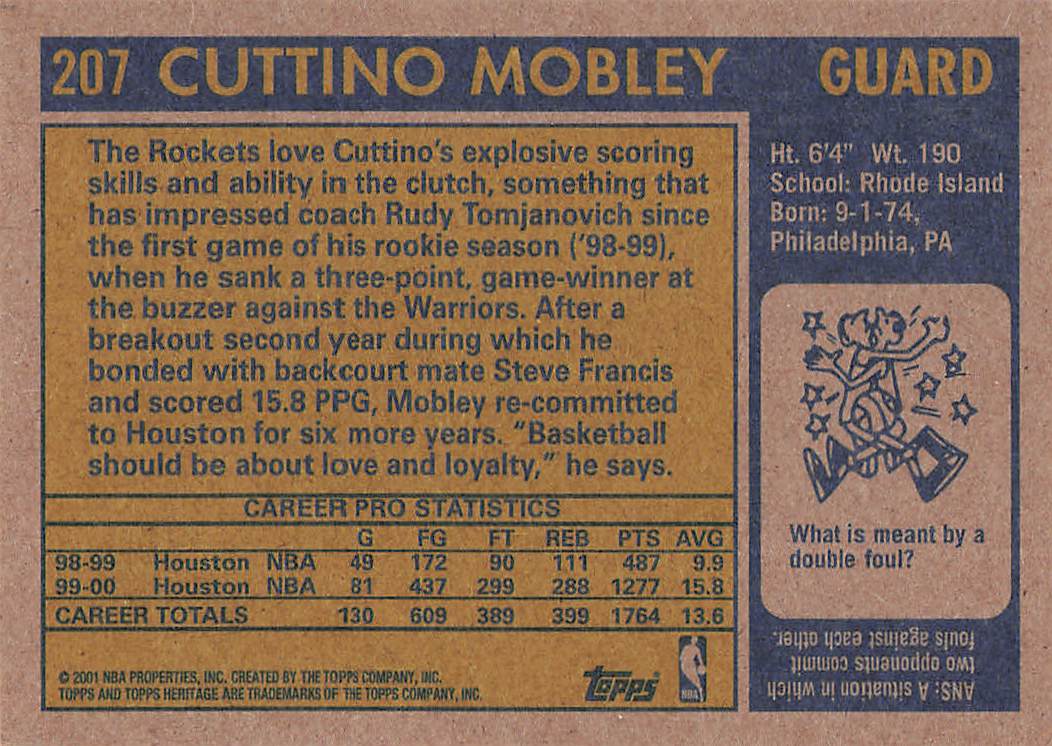 207 CUTTINO MOBLEY GUARD
The Rockets love Cuttino's explosive scoring
skills and ability in the clutch, something that
has impressed coach Rudy Tomjanovich since
the first game of his rookie season ('98-99),
when he sank a three-point, game-winner at
the buzzer against the Warriors. After a
breakout second year during which he
bonded with backcourt mate Steve Francis
and scored 15.8 PPG, Mobley re-committed
to Houston for six more years. "Basketball
should be about love and loyalty," he says.
CAREER PRO STATISTICS
G FG FT REB PTS AVG
98-99 Houston NBA 49 172 90 111 487 9.9
99-00 Houston NBA 81 437 299 288 1277 15.8
CAREER TOTALS 130 609 389 399 1764 13.6
© 2001 NBA PROPERTIES, INC. CREATED BY THE TOPPS COMPANY, INC.
TOPPS AND TOPPS HERITAGE ARE TRADEMARKS OF THE TOPPS COMPANY, INC.
Topps
NBA
Ht. 6'4" Wt. 190
School: Rhode Island
Born: 9-1-74,
Philadelphia, PA
What is meant by a
double foul?
ANS: A situation in which
two opponents commit
fouls against each other.